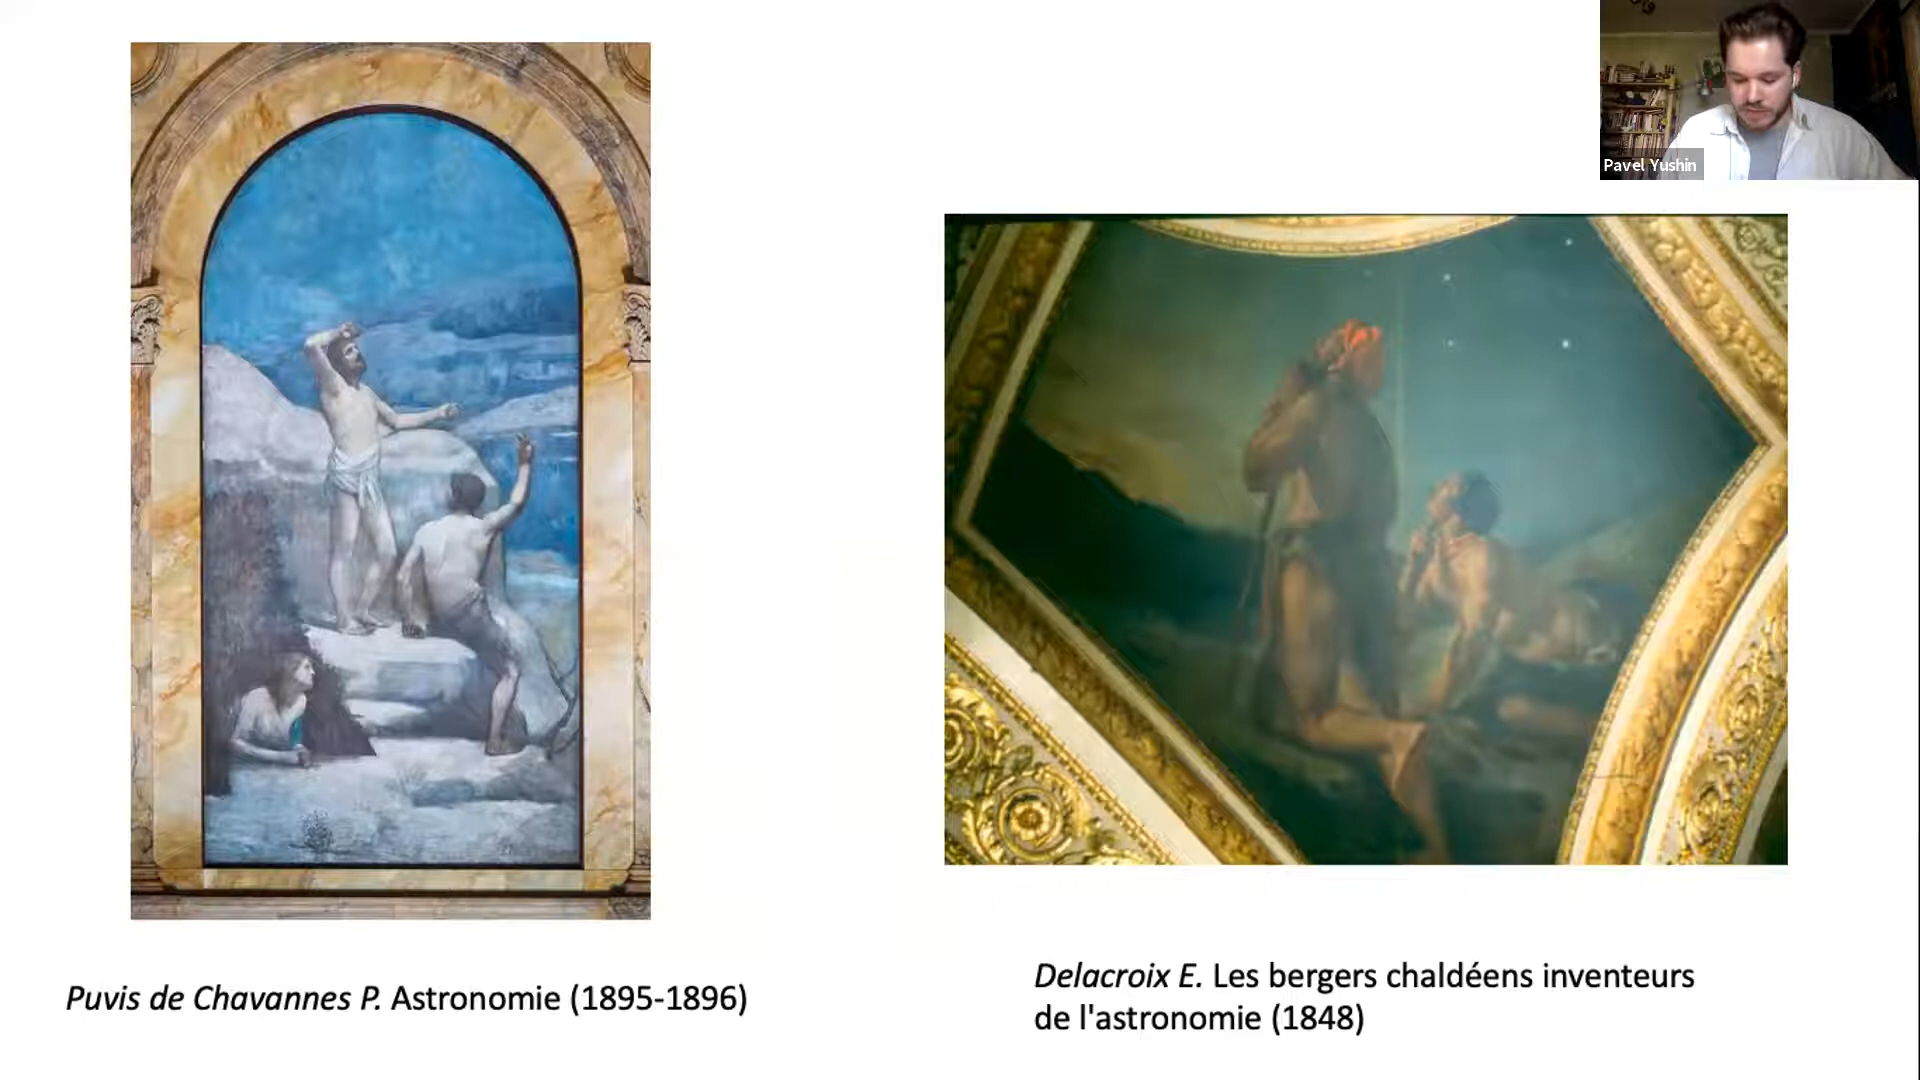 Pavel Yushin
Puvis de Chavannes P. Astronomie (1895-1896)
Delacroix E. Les bergers chaldéens inventeurs
de l'astronomie (1848)